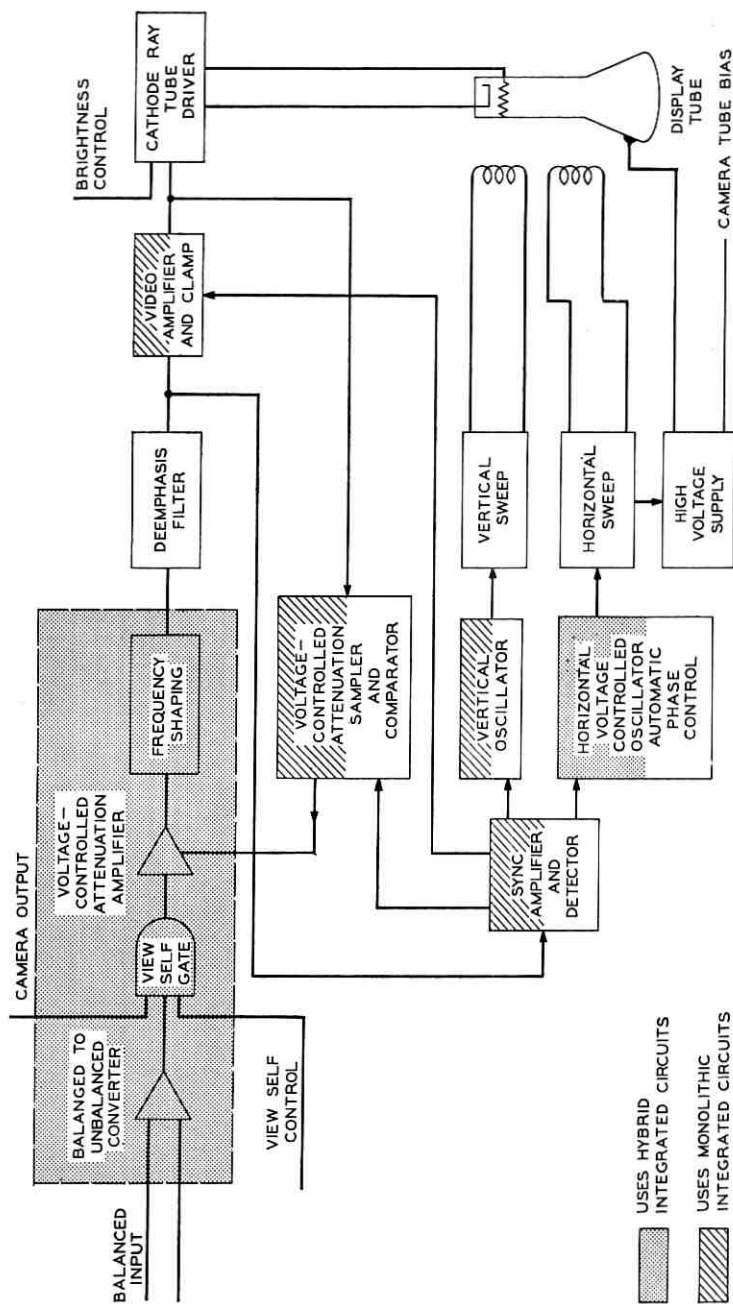 BALANCED
INPUT
BALANGED TO
UNBALANCED
CONVERTER
VIEW SELF
CONTROL
CAMERA OUTPUT
VIEW
SELF
GATE
VOLTAGE-
CONTROLLED
ATTENUATION
AMPLIFIER
FREQUENCY
SHAPING
DEEMPHASIS
FILTER
VIDEO
AMPLIFIER
AND CLAMP
BRIGHTNESS
CONTROL
CATHODE RAY
TUBE
DRIVER
VOLTAGE-
CONTROLLED
ATTENUATION
SAMPLER
AND
COMPARATOR
SYNC
AMPLIFIER
AND
DETECTOR
VERTICAL
OSCILLATOR
VERTICAL
SWEEP
HORIZONTAL
VOLTAGE
CONTROLLED
OSCILLATOR
AUTOMATIC
PHASE
CONTROL
HORIZONTAL
SWEEP
HIGH
VOLTAGE
SUPPLY
DISPLAY
TUBE
CAMERA TUBE BIAS
USES HYBRID
INTEGRATED CIRCUITS
USES MONOLITHIC
INTEGRATED CIRCUITS